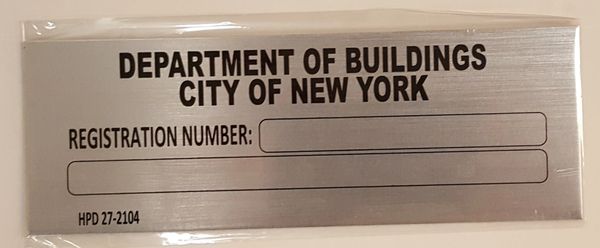 DEPARTMENT OF BUILDINGS
CITY OF NEW YORK
REGISTRATION NUMBER:
HPD 27-2104